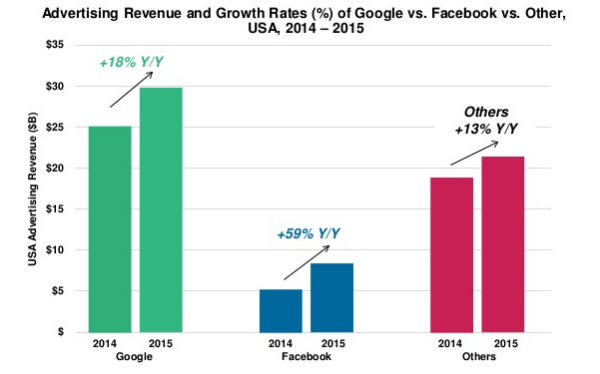 Advertising Revenue and Growth Rates (%) of Google vs. Facebook vs. Other,
USA, 2014 – 2015
USA Advertising Revenue ($B)
$35
$30
$25
$20
$15
$10
$5
$
+18% Y/Y
+59% Y/Y
Others
+13% Y/Y
2014 2015 2014 2015 2014 2015
Google Facebook Others